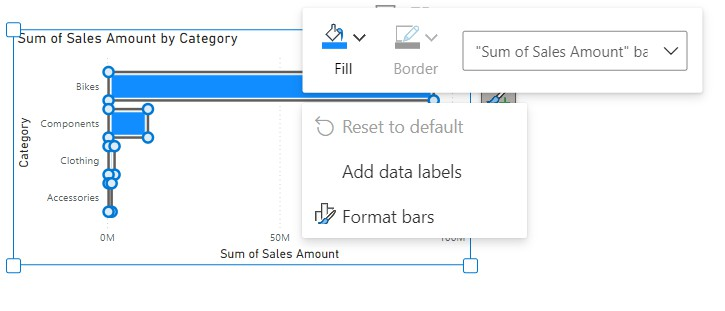 Sum of Sales Amount by Category
Fill
Border
"Sum of Sales Amount" ba
Reset to default
Add data labels
Format bars
Category
Bikes
Components
Clothing
Accessories
0M
50M
100M
Sum of Sales Amount